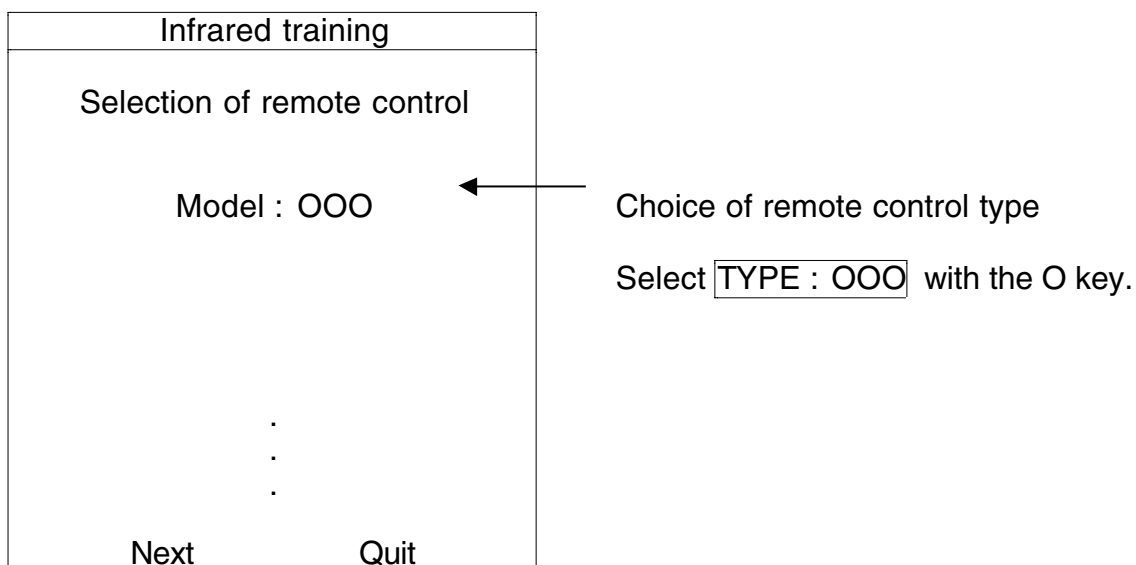 Infrared training
Selection of remote control
Model : OOO
Choice of remote control type
Select TYPE : OOO with the O key.
.
.
.
Next Quit